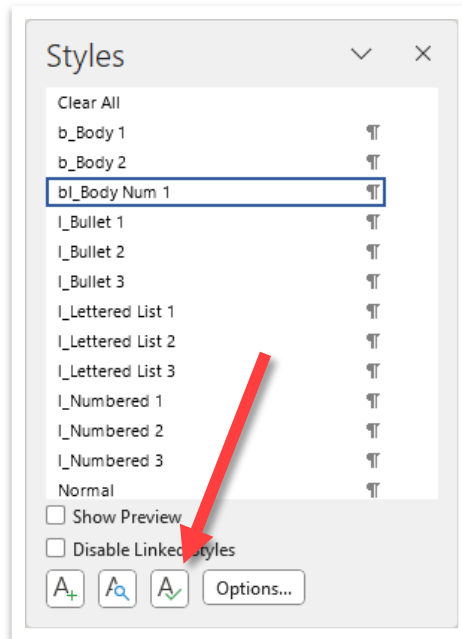 Styles
Clear All
b_Body 1 ¶
b_Body 2 ¶
bl_Body Num 1 ¶
l_Bullet 1 ¶
l_Bullet 2 ¶
l_Bullet 3 ¶
l_Lettered List 1 ¶
l_Lettered List 2 ¶
l_Lettered List 3 ¶
l_Numbered 1 ¶
l_Numbered 2 ¶
l_Numbered 3 ¶
Normal ¶
Show Preview
Disable Linked Styles
A+ A A Options...